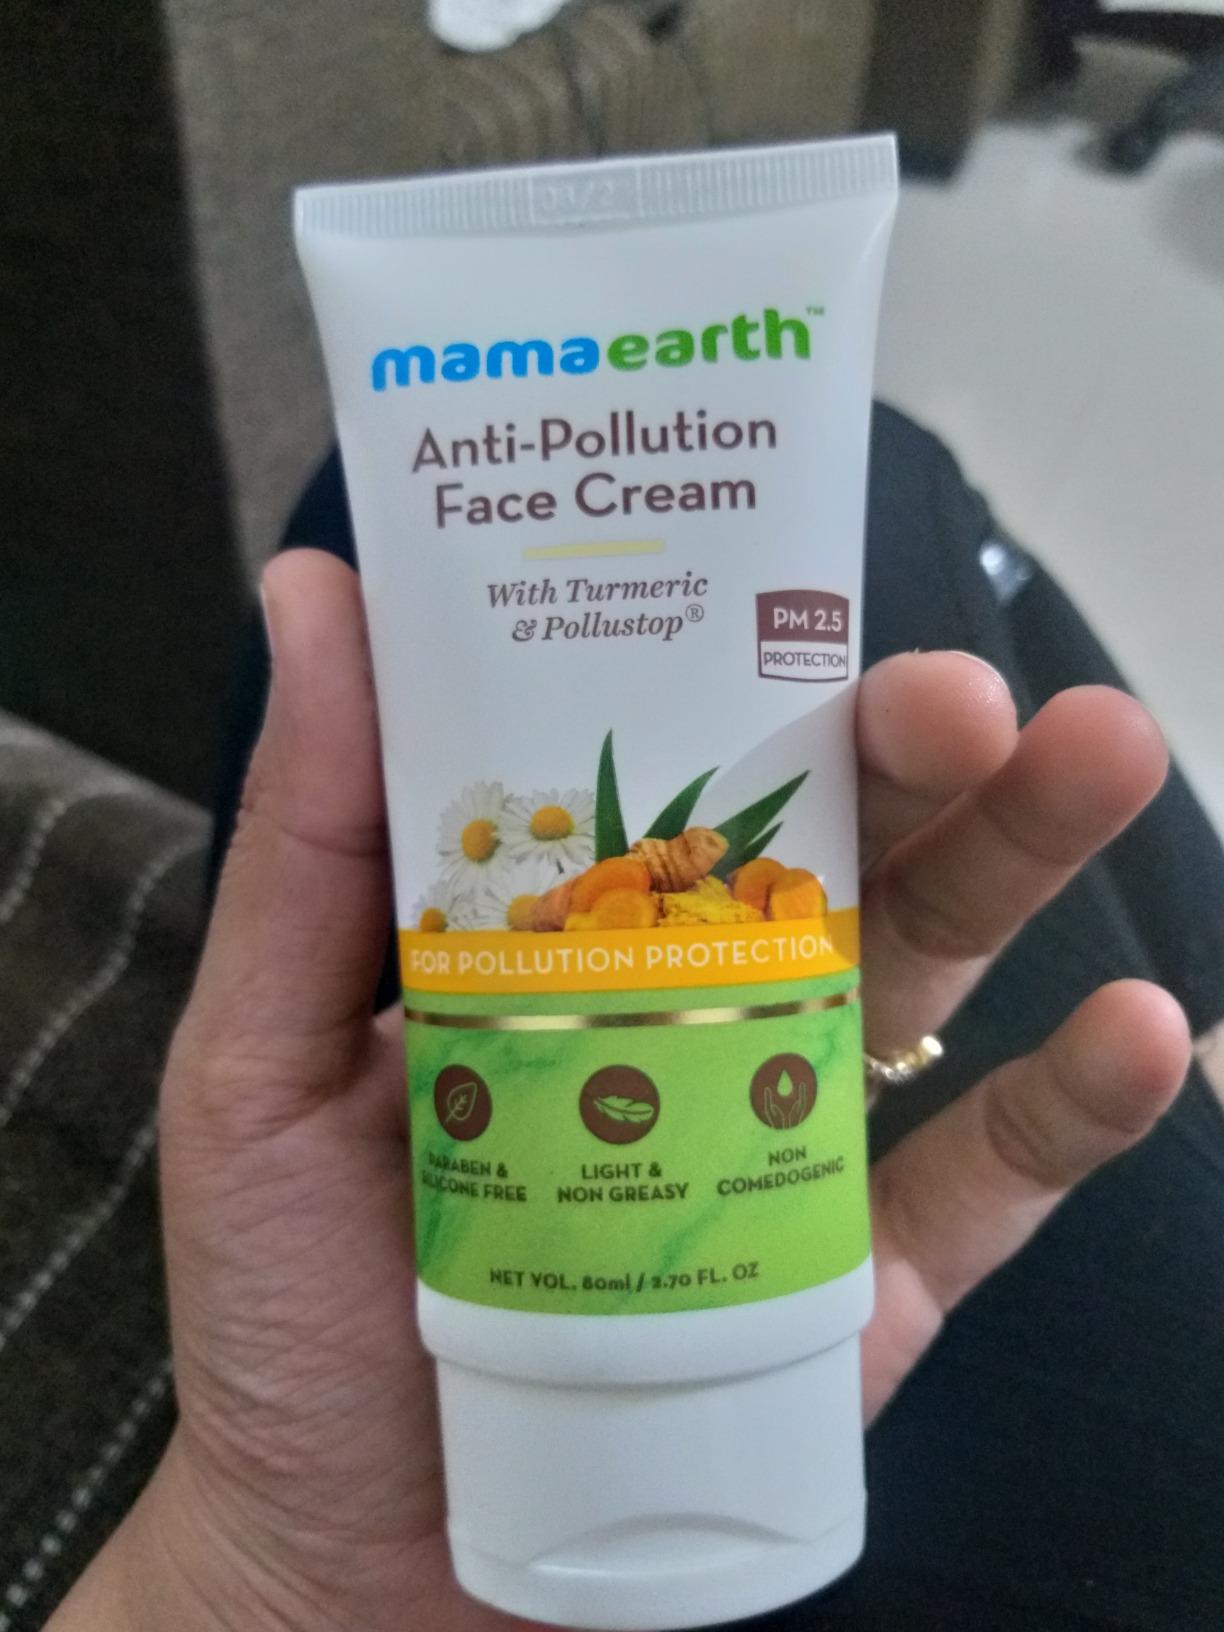 mamaearth™
Anti-Pollution
Face Cream
With Turmeric
& Pollustop®
PM 2.5
PROTECTION
FOR POLLUTION PROTECTION
PARABEN &
SILICONE FREE
LIGHT &
NON GREASY
NON
COMEDOGENIC
NET VOL. 80ml / 2.70 FL. OZ